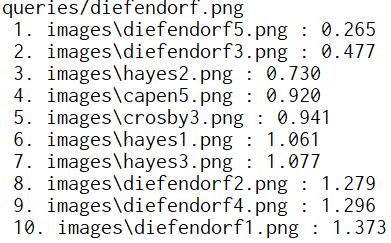 queries/diefendorf.png
1. images\diefendorf5.png : 0.265
2. images\diefendorf3.png : 0.477
3. images\hayes2.png : 0.730
4. images\capen5.png : 0.920
5. images\crosby3.png : 0.941
6. images\hayes1.png : 1.061
7. images\hayes3.png : 1.077
8. images\diefendorf2.png : 1.279
9. images\diefendorf4.png : 1.296
10. images\diefendorf1.png : 1.373